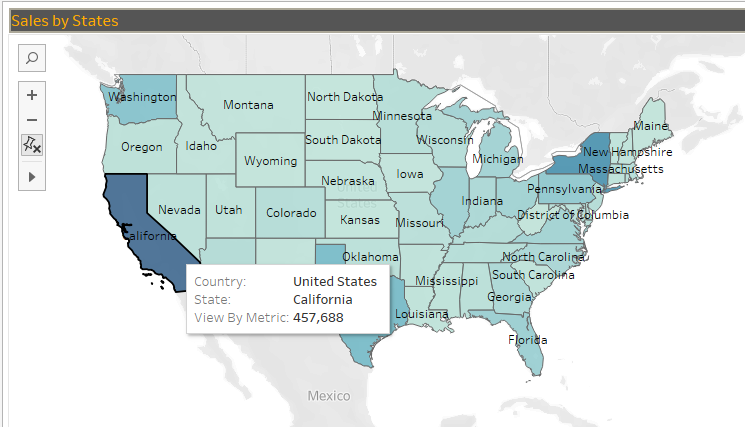 Sales by States
Washington
Montana
North Dakota
Minnesota
Maine
Oregon
Idaho
South Dakota
Wisconsin
Michigan
New Hampshire
Wyoming
Massachusetts
Nebraska
Iowa
Pennsylvania
United
States
Nevada
Utah
Colorado
Kansas
Missouri
Indiana
District of Columbia
California
Oklahoma
North Carolina
South Carolina
Mississippi
Georgia
Louisiana
Florida
Country: United States
State: California
View By Metric: 457,688
Mexico